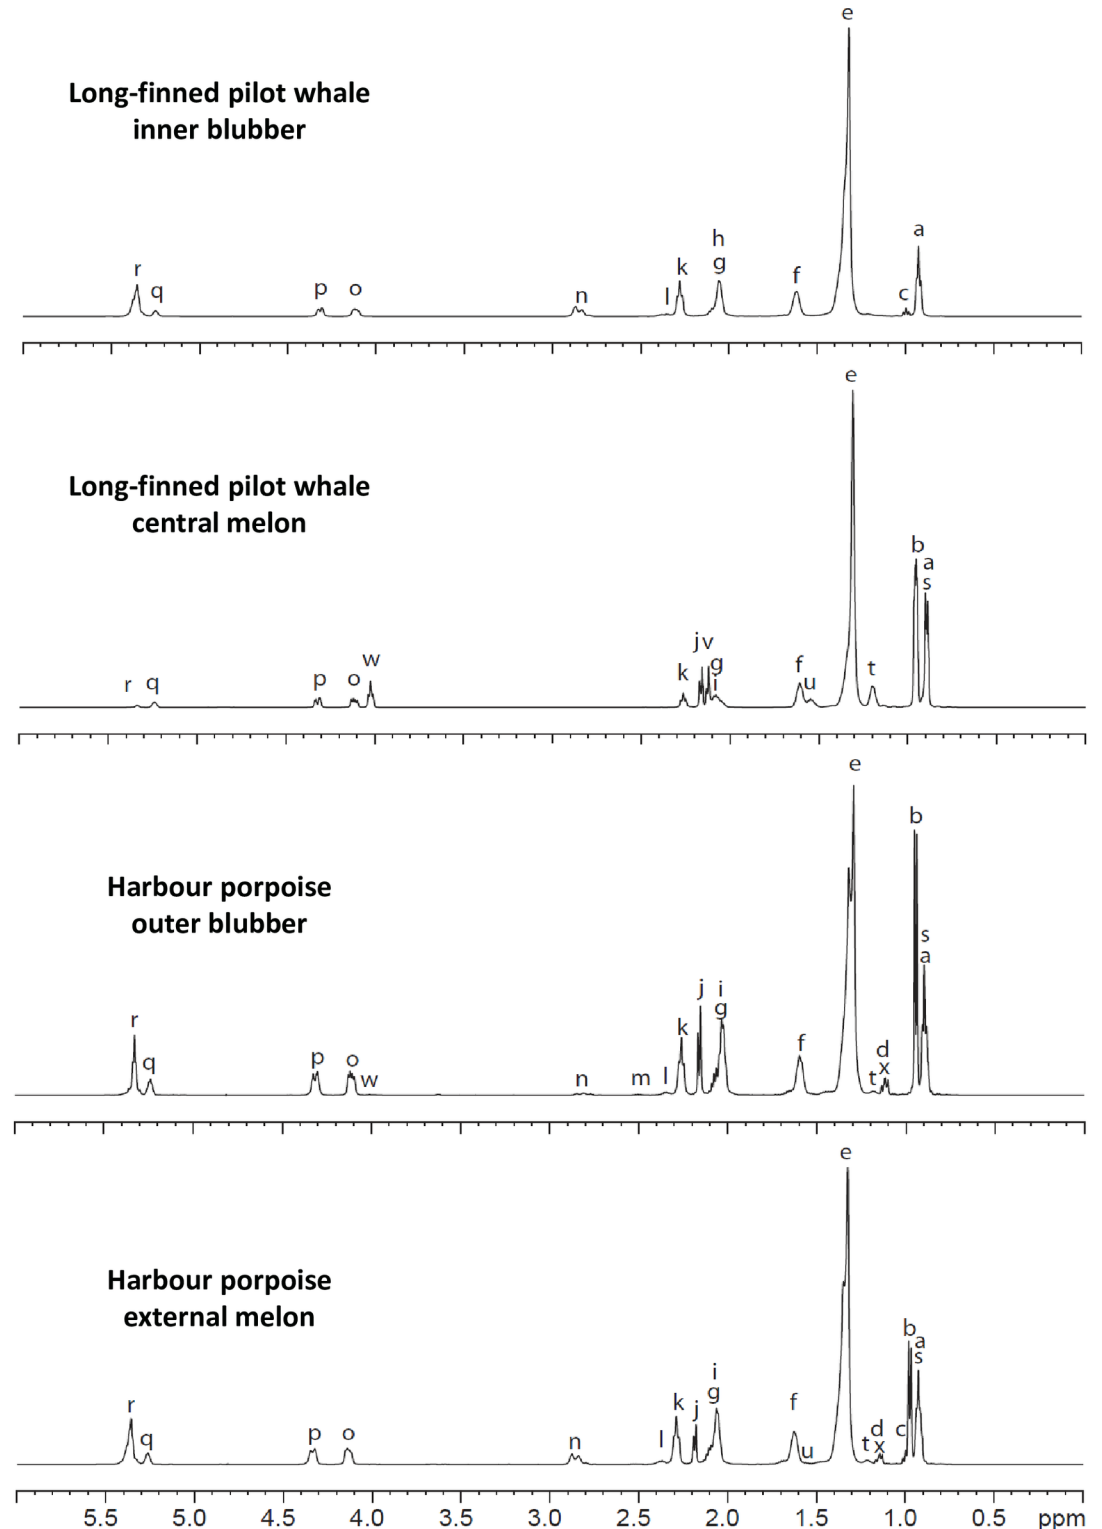 e
Long-finned pilot whale
inner blubber
h
a
r
k
g
f
q
p
o
n
l
c
e
Long-finned pilot whale
central melon
b
a
s
w
j v
g
r
q
p
o
k
i
f
u
t
e
b
Harbour porpoise
outer blubber
s
a
j
i
g
r
k
f
d
q
p
o
w
n
m
l
t
x
e
Harbour porpoise
external melon
b
a
s
i
r
k
j
g
f
q
p
o
n
l
u
t
d
x
c
5.5 5.0 4.5 4.0 3.5 3.0 2.5 2.0 1.5 1.0 0.5 ppm